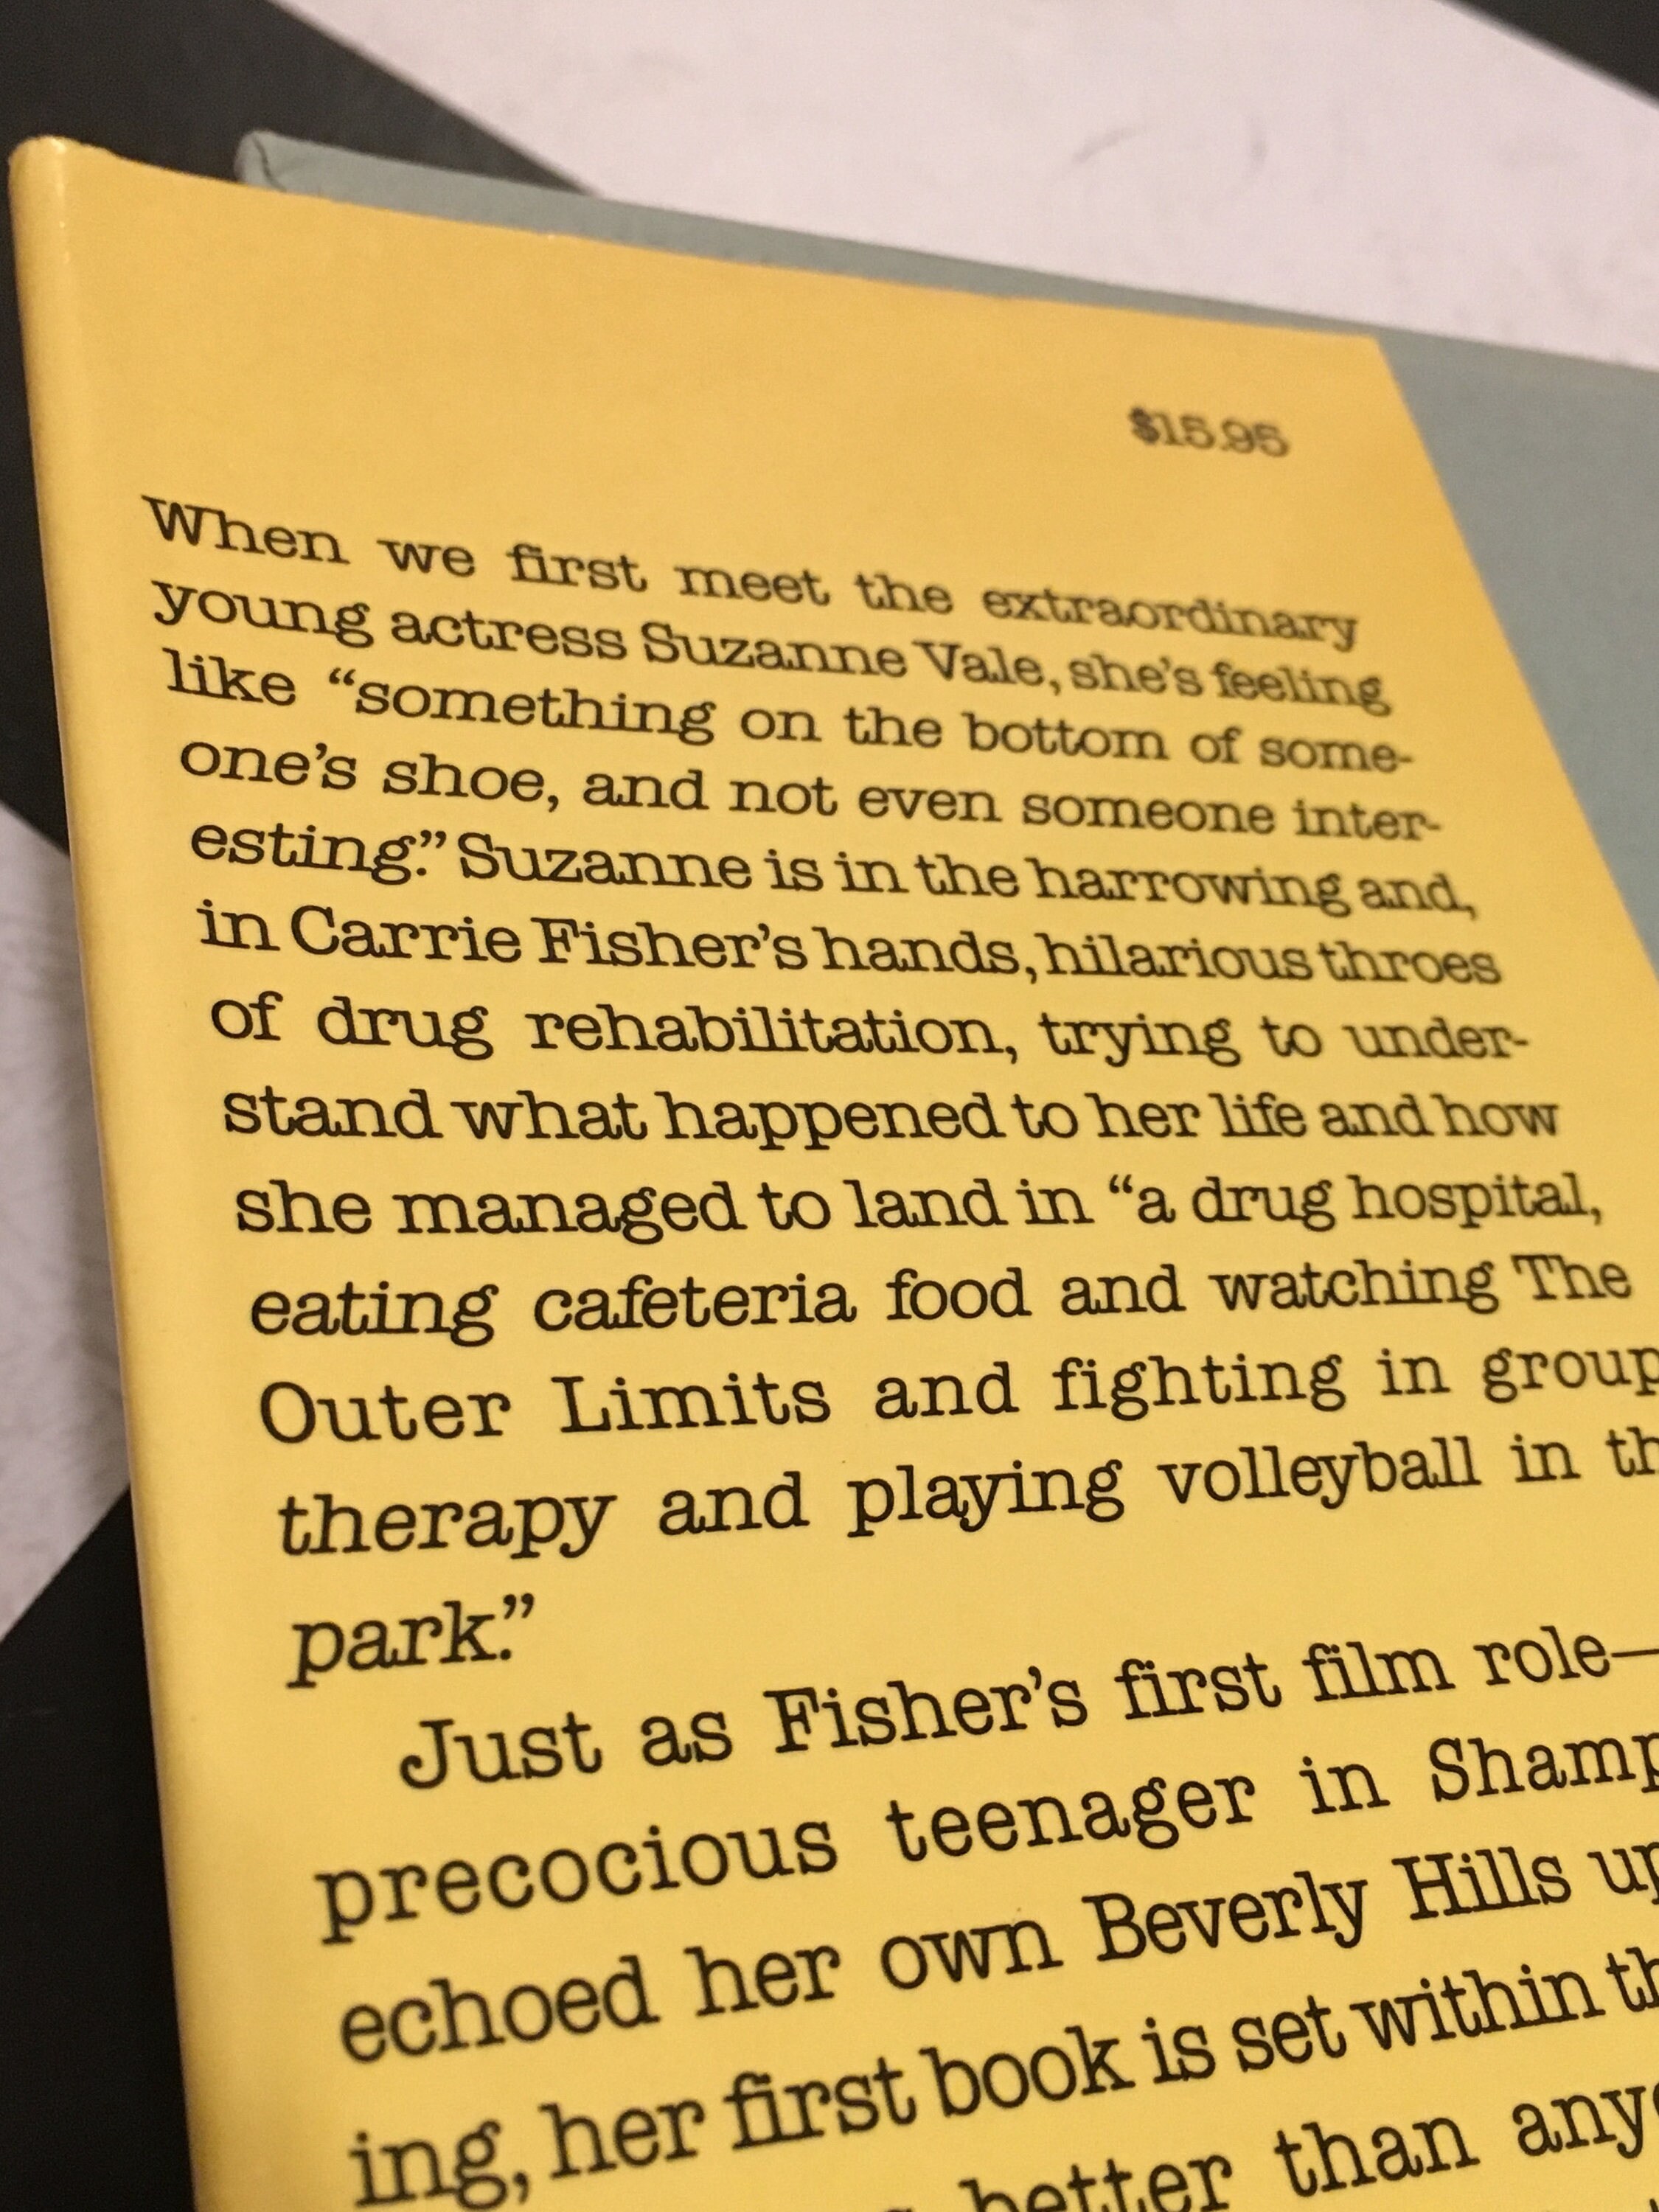 $15.95
When we first meet the extraordinary
young actress Suzanne Vale, she's feeling
like “something on the bottom of some-
one's shoe, and not even someone inter-
esting.” Suzanne is in the harrowing and,
in Carrie Fisher's hands, hilarious throes
of drug rehabilitation, trying to under-
stand what happened to her life and how
she managed to land in “a drug hospital,
eating cafeteria food and watching The
Outer Limits and fighting in group
therapy and playing volleyball in th
park.”
Just as Fisher's first film role—
precocious teenager in Shamp
echoed her own Beverly Hills up
ing, her first book is set within th
better than any